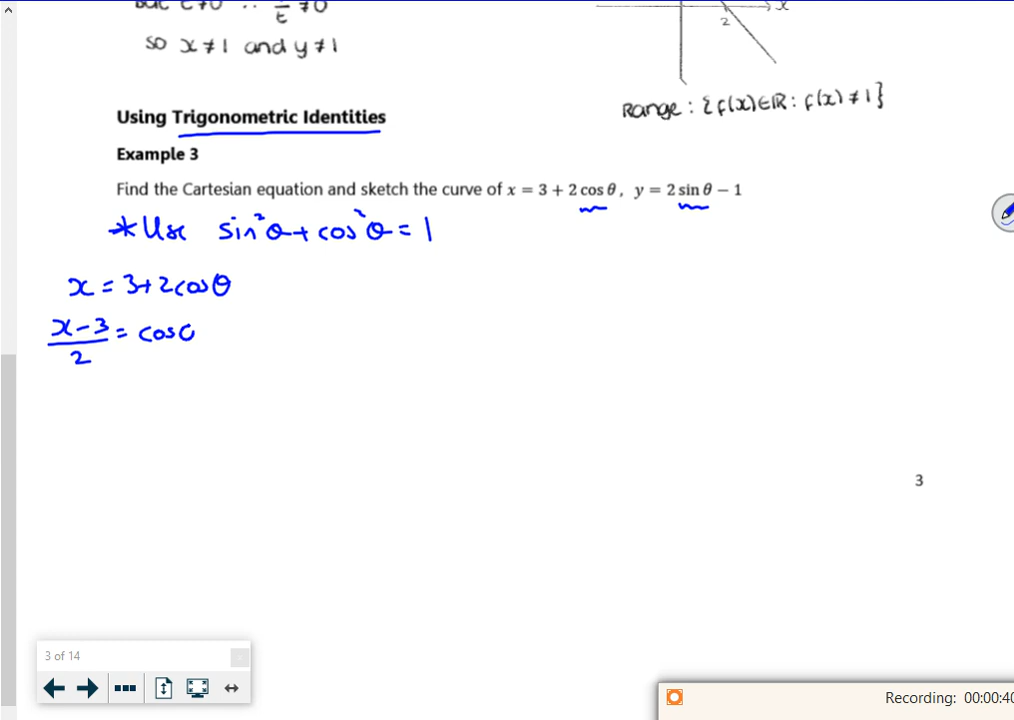 so x ≠ 1 and y ≠ 1
2
x
Range : {f(x)∈ℝ : f(x) ≠ 1}
Using Trigonometric Identities
Example 3
Find the Cartesian equation and sketch the curve of x = 3 + 2 cos θ, y = 2 sin θ − 1
*Use sin²θ + cos²θ = 1
x = 3+2cosθ
x-3/2 = cos
3
3 of 14
Recording: 00:00:40